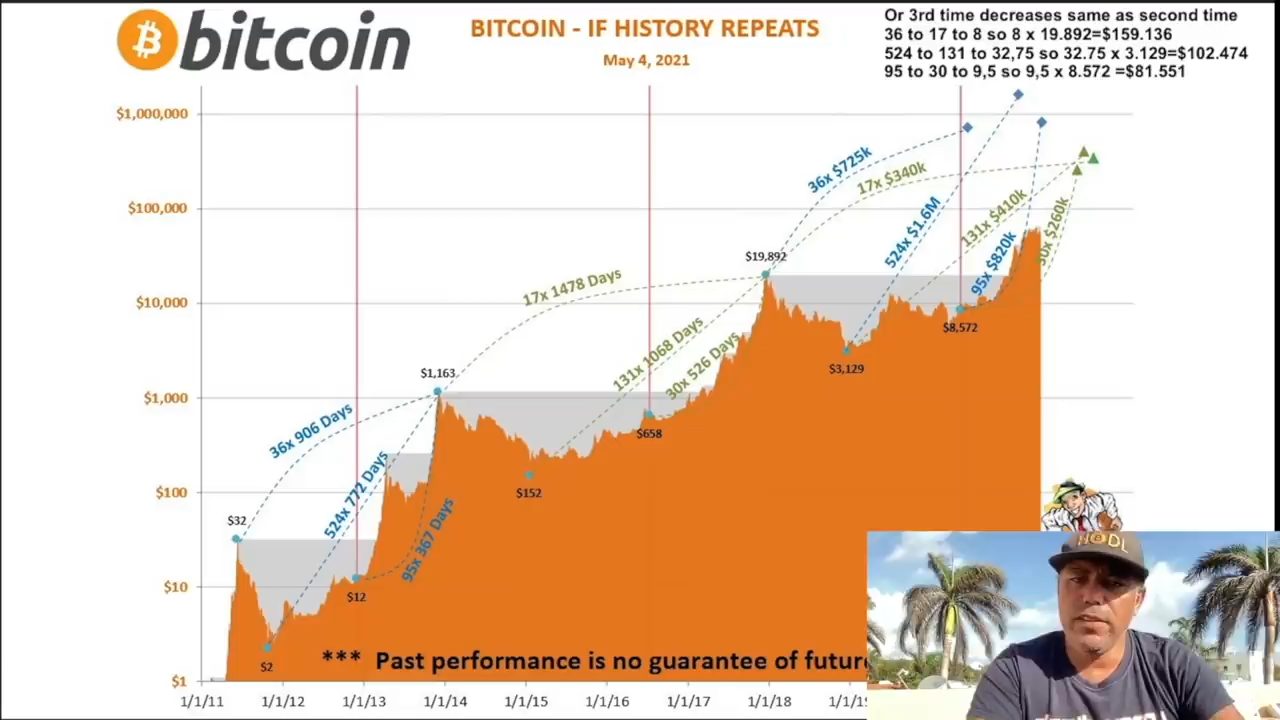 bitcoin
BITCOIN - IF HISTORY REPEATS
May 4, 2021
Or 3rd time decreases same as second time
36 to 17 to 8 so 8 x 19.892=$159.136
524 to 131 to 32,75 so 32.75 x 3.129=$102.474
95 to 30 to 9,5 so 9,5 x 8.572 =$81.551
$1,000,000
$100,000
$10,000
$1,000
$100
$10
$1
36x $725k
17x $340k
524x $1.6M
131x $410k
95x $820k
30x $260k
$19,892
17x 1478 Days
131x 1068 Days
30x 526 Days
$8,572
$3,129
$1,163
36x 906 Days
$658
524x 772 Days
$152
95x 367 Days
$32
$12
$2
*** Past performance is no guarantee of future
HODL
1/1/11
1/1/12
1/1/13
1/1/14
1/1/15
1/1/16
1/1/17
1/1/18